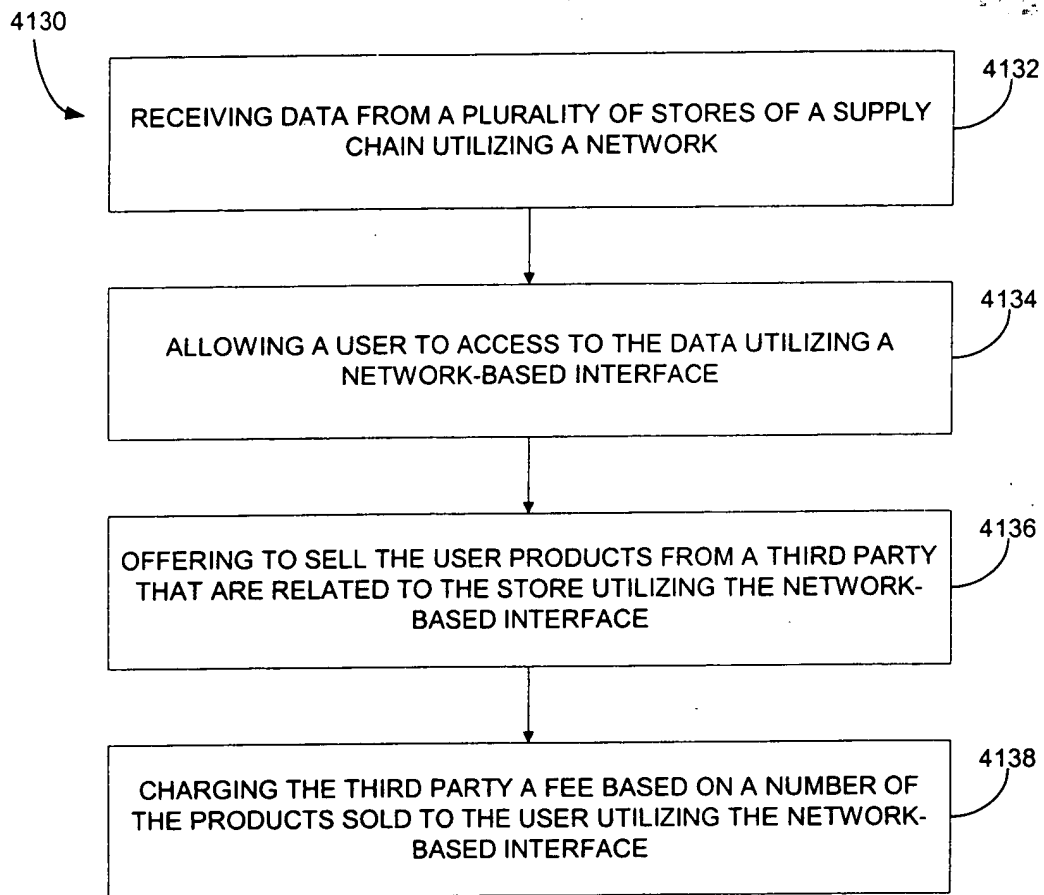 4130
4132
RECEIVING DATA FROM A PLURALITY OF STORES OF A SUPPLY
CHAIN UTILIZING A NETWORK
4134
ALLOWING A USER TO ACCESS TO THE DATA UTILIZING A
NETWORK-BASED INTERFACE
4136
OFFERING TO SELL THE USER PRODUCTS FROM A THIRD PARTY
THAT ARE RELATED TO THE STORE UTILIZING THE NETWORK-
BASED INTERFACE
4138
CHARGING THE THIRD PARTY A FEE BASED ON A NUMBER OF
THE PRODUCTS SOLD TO THE USER UTILIZING THE NETWORK-
BASED INTERFACE